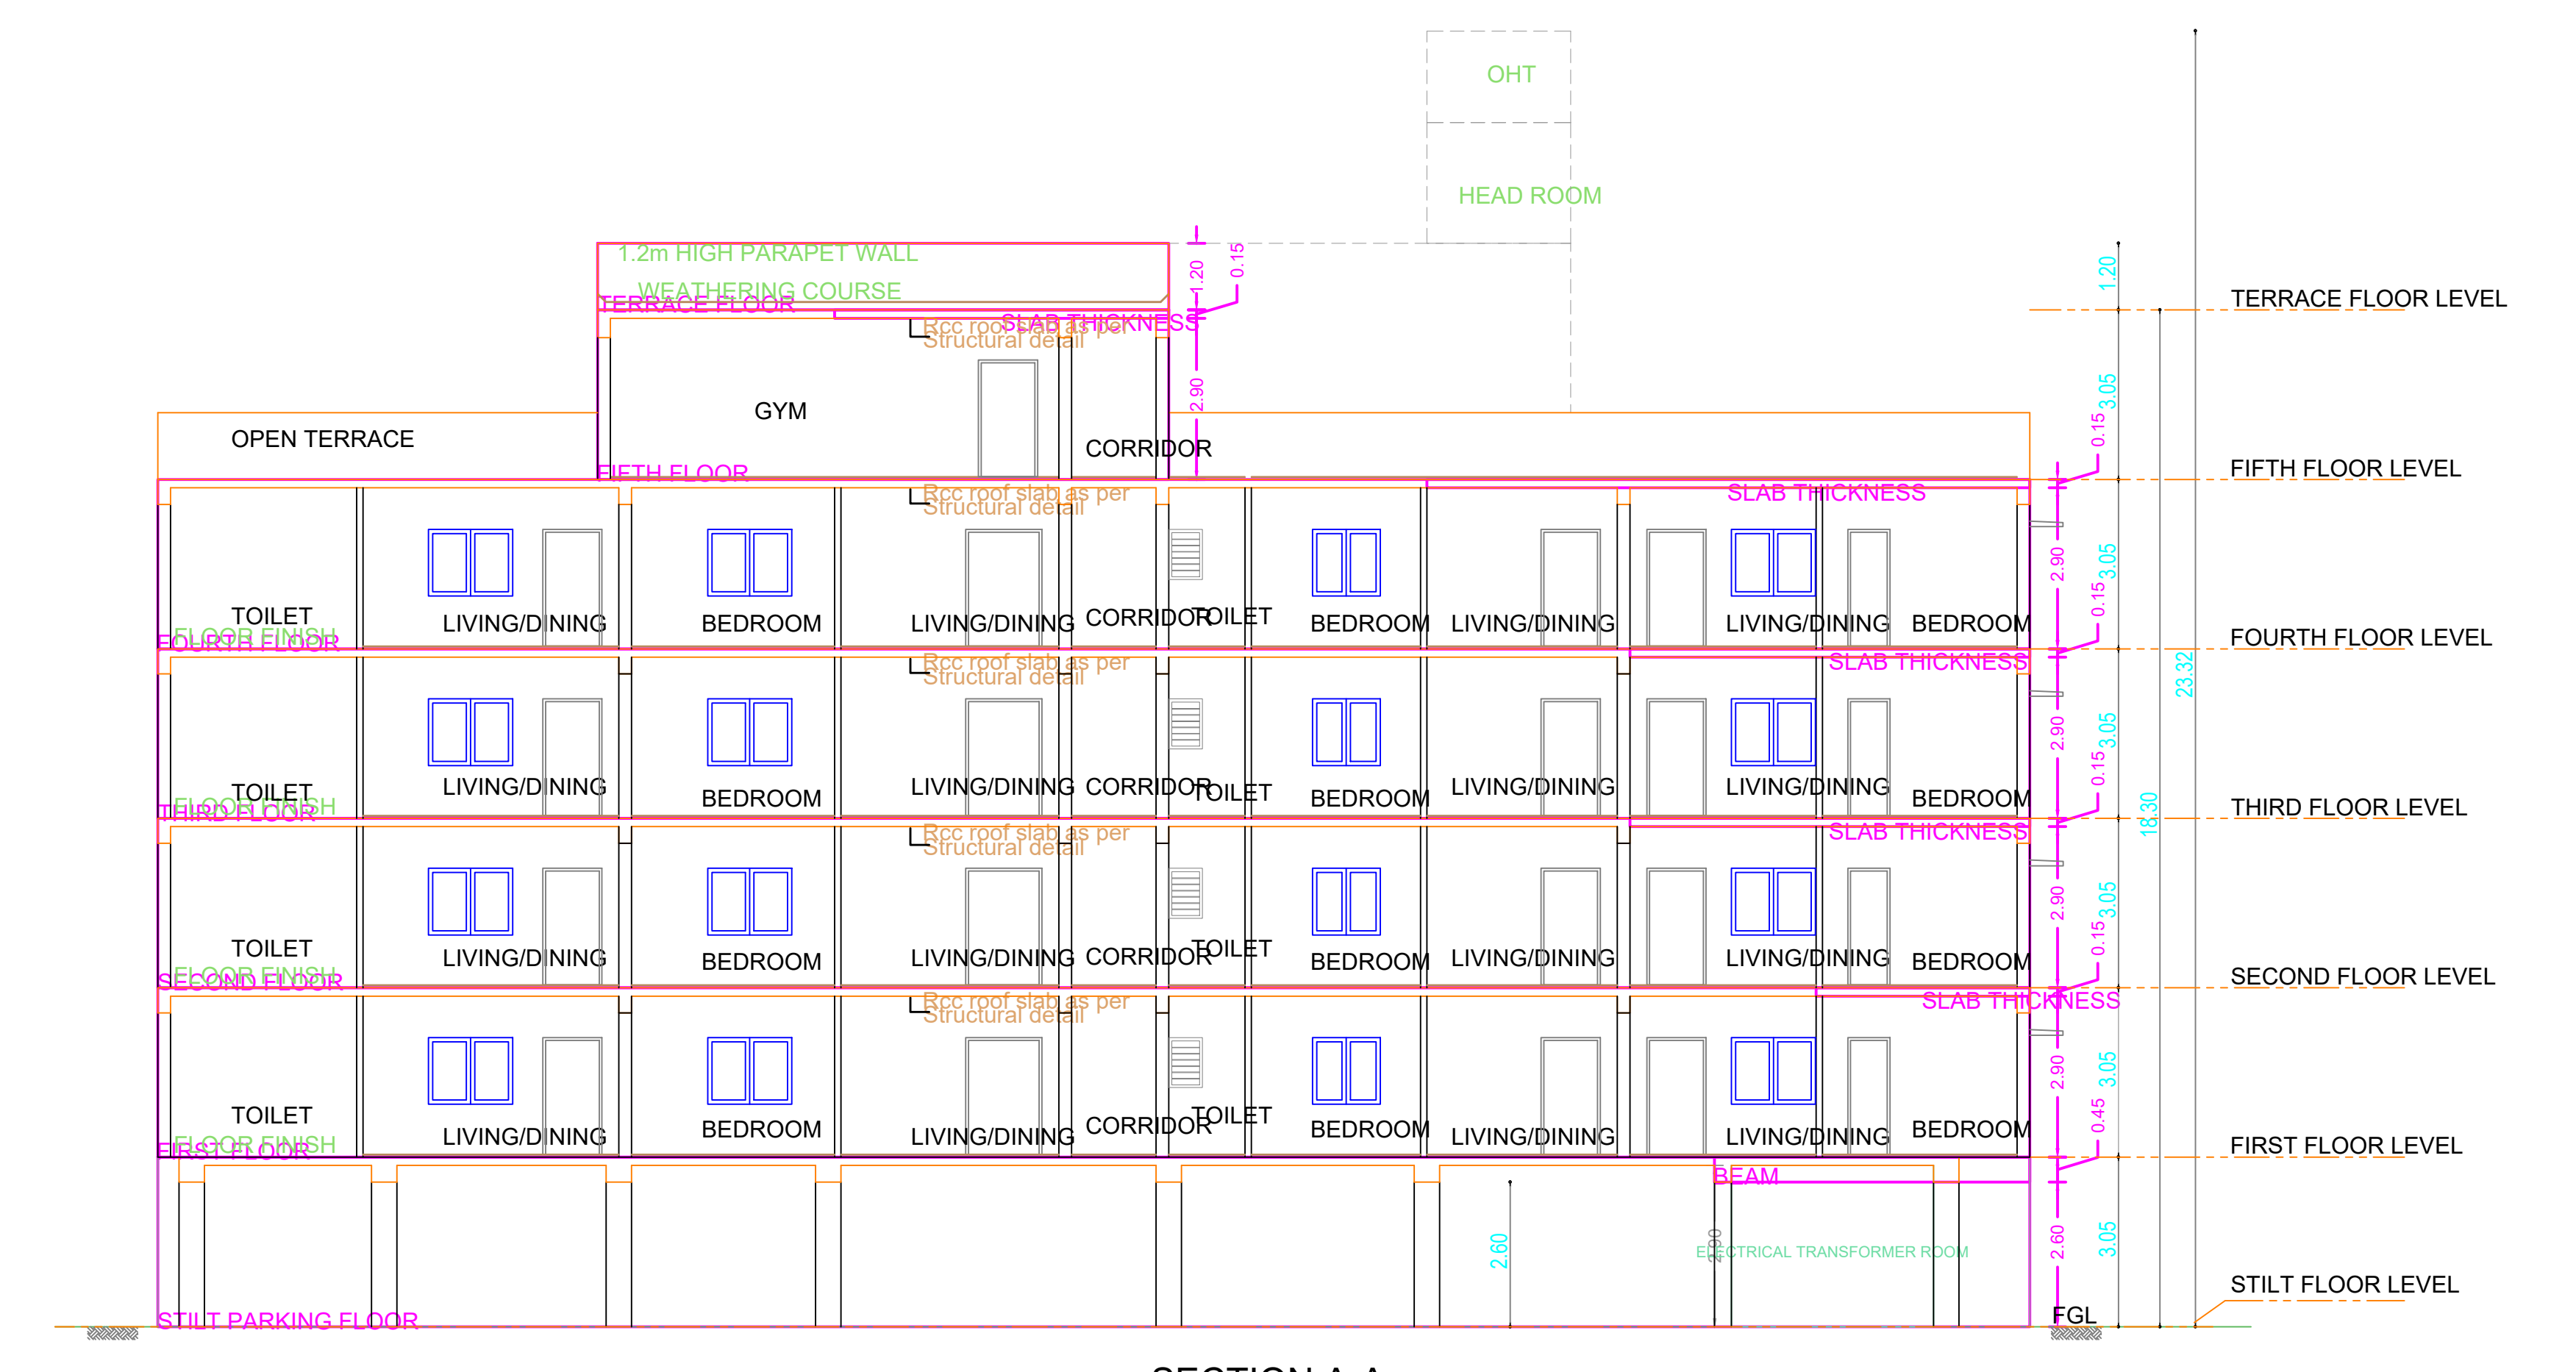 OHT
HEAD ROOM
1.2m HIGH PARAPET WALL
1.20
0.15
1.20
WEATHERING COURSE
TERRACE FLOOR
TERRACE FLOOR LEVEL
SLAB THICKNESS
Rcc roof slab as per
Structural detail
2.90
3.05
GYM
OPEN TERRACE
CORRIDOR
0.15
FIFTH FLOOR
FIFTH FLOOR LEVEL
Rcc roof slab as per
Structural detail
SLAB THICKNESS
2.90
3.05
0.15
TOILET
LIVING/DINING
BEDROOM
LIVING/DINING
CORRIDOR
TOILET
BEDROOM
LIVING/DINING
LIVING/DINING
BEDROOM
FLOOR FINISH
FOURTH FLOOR
FOURTH FLOOR LEVEL
Rcc roof slab as per
Structural detail
SLAB THICKNESS
23.32
2.90
3.05
0.15
TOILET
LIVING/DINING
BEDROOM
LIVING/DINING
CORRIDOR
TOILET
BEDROOM
LIVING/DINING
LIVING/DINING
BEDROOM
FLOOR FINISH
THIRD FLOOR
18.30
THIRD FLOOR LEVEL
Rcc roof slab as per
Structural detail
SLAB THICKNESS
2.90
3.05
0.15
TOILET
LIVING/DINING
BEDROOM
LIVING/DINING
CORRIDOR
TOILET
BEDROOM
LIVING/DINING
LIVING/DINING
BEDROOM
FLOOR FINISH
SECOND FLOOR
SECOND FLOOR LEVEL
Rcc roof slab as per
Structural detail
SLAB THICKNESS
2.90
3.05
0.45
TOILET
LIVING/DINING
BEDROOM
LIVING/DINING
CORRIDOR
TOILET
BEDROOM
LIVING/DINING
LIVING/DINING
BEDROOM
FLOOR FINISH
FIRST FLOOR
FIRST FLOOR LEVEL
BEAM
2.60
2.90
ELECTRICAL TRANSFORMER ROOM
2.60
3.05
STILT FLOOR LEVEL
STILT PARKING FLOOR
FGL
SECTION A-A